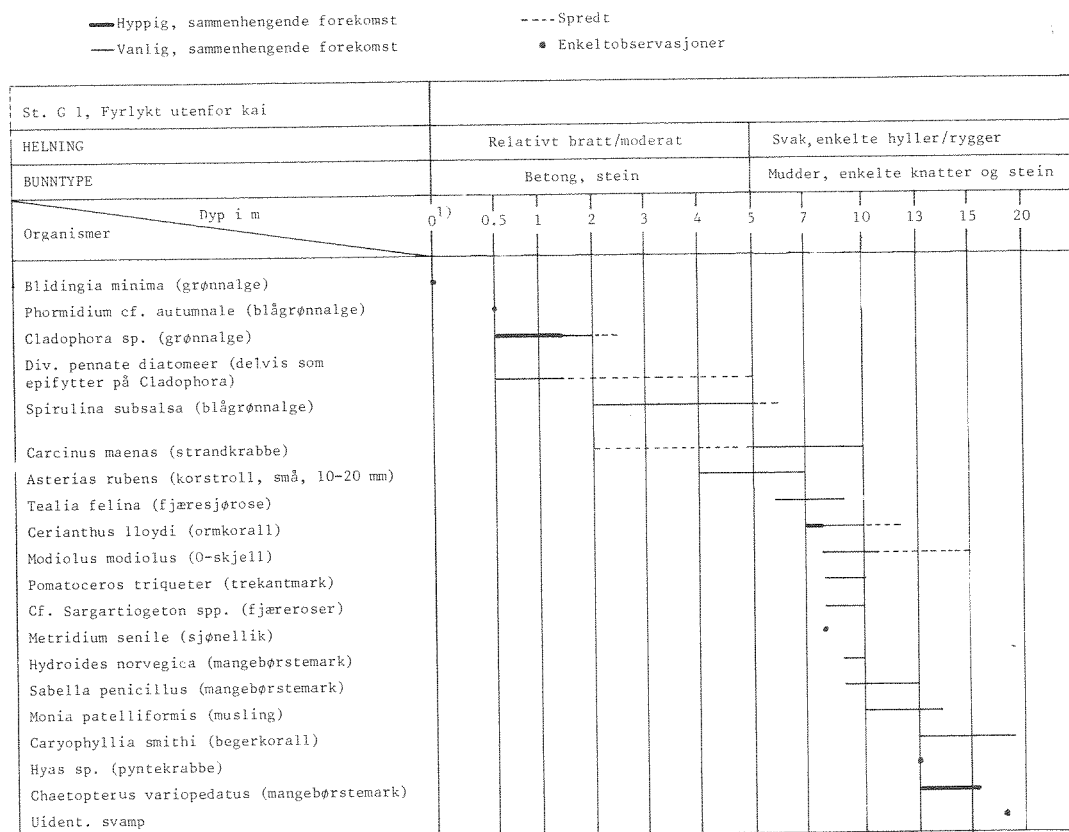 Hyppig, sammenhengende forekomst
Spredt
Vanlig, sammenhengende forekomst
Enkeltobservasjoner
St. G 1, Fyrlykt utenfor kai
HELNING
Relativt bratt/moderat
Svak, enkelte hyller/rygger
BUNNTYPE
Betong, stein
Mudder, enkelte knatter og stein
Dyp i m
0 1) 0.5 1 2 3 4 5 7 10 13 15 20
Organismer
Blidingia minima (grønnalge)
Phormidium cf. autumnale (blågrønnalge)
Cladophora sp. (grønnalge)
Div. pennate diatomeer (delvis som
epifytter på Cladophora)
Spirulina subsalsa (blågrønnalge)
Carcinus maenas (strandkrabbe)
Asterias rubens (korstroll, små, 10-20 mm)
Tealia felina (fjæresjørose)
Cerianthus lloydi (ormkorall)
Modiolus modiolus (O-skjell)
Pomatoceros triqueter (trekantmark)
Cf. Sargartiogeton spp. (fjæreroser)
Metridium senile (sjønellik)
Hydroides norvegica (mangebørstemark)
Sabella penicillus (mangebørstemark)
Monia patelliformis (musling)
Caryophyllia smithi (begerkorall)
Hyas sp. (pyntekrabbe)
Chaetopterus variopedatus (mangebørstemark)
Uident. svamp